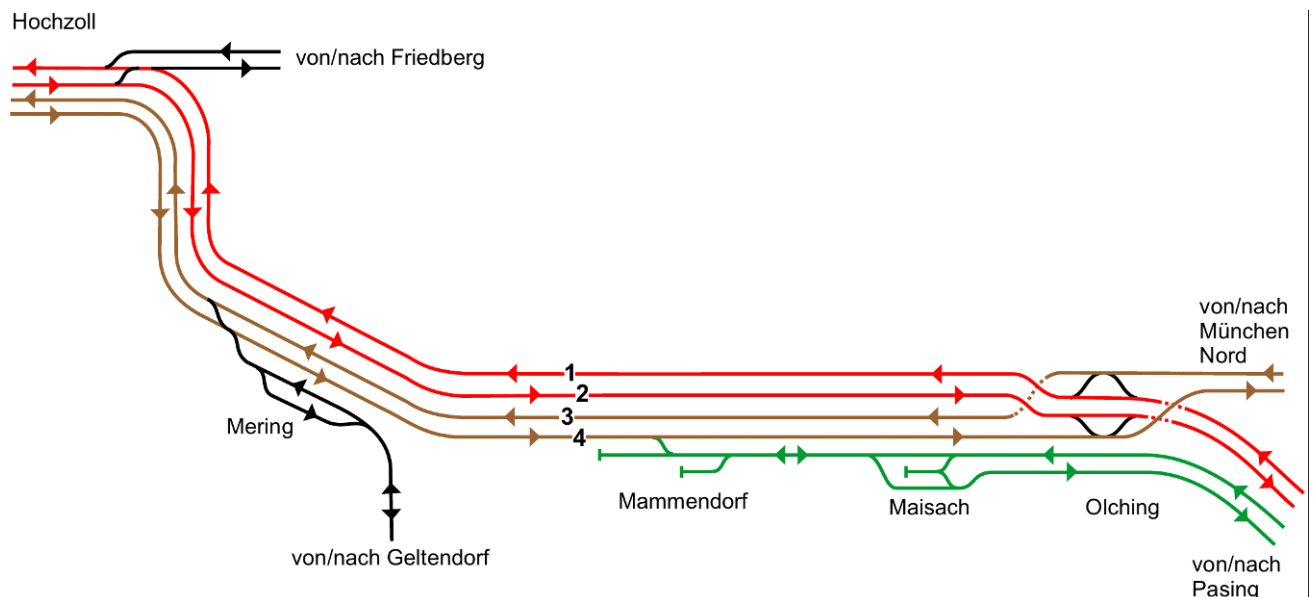 Hochzoll
von/nach Friedberg
von/nach
München
Nord
1
2
3
4
Mering
Mammendorf
Maisach
Olching
von/nach Geltendorf
von/nach
Pasing